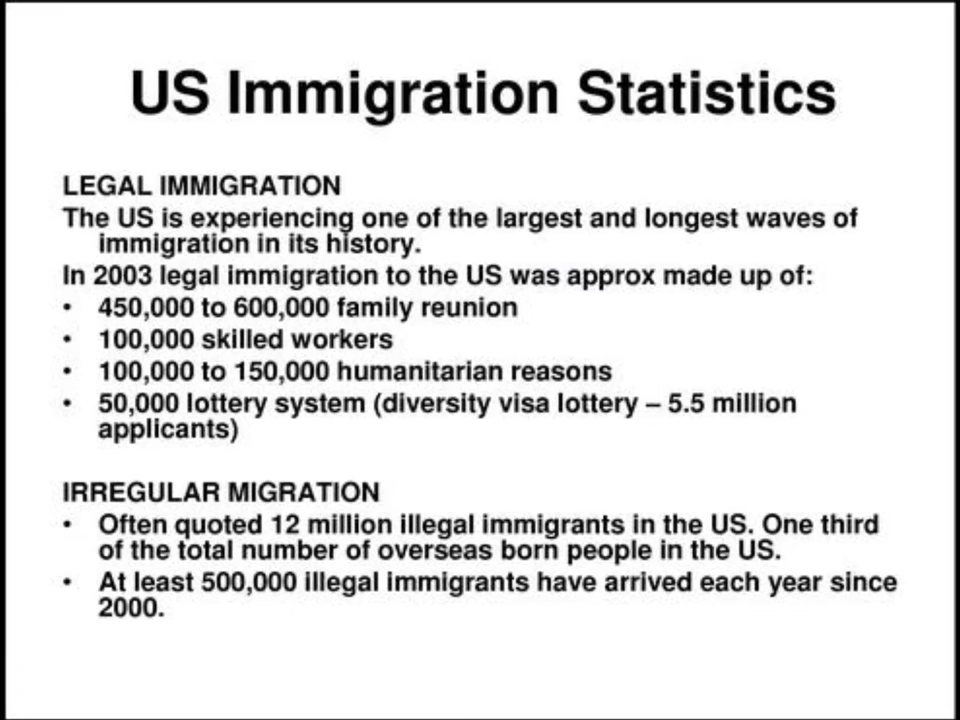 US Immigration Statistics
LEGAL IMMIGRATION
The US is experiencing one of the largest and longest waves of
immigration in its history.
In 2003 legal immigration to the US was approx made up of:
• 450,000 to 600,000 family reunion
• 100,000 skilled workers
• 100,000 to 150,000 humanitarian reasons
• 50,000 lottery system (diversity visa lottery – 5.5 million
applicants)
IRREGULAR MIGRATION
• Often quoted 12 million illegal immigrants in the US. One third
of the total number of overseas born people in the US.
• At least 500,000 illegal immigrants have arrived each year since
2000.